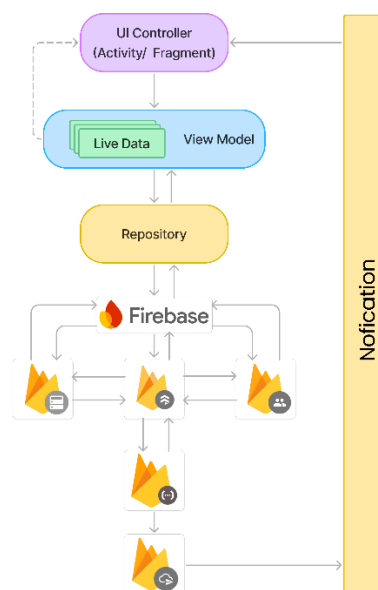 UI Controller
(Activity/ Fragment)
Live Data
View Model
Repository
Firebase
Nofication